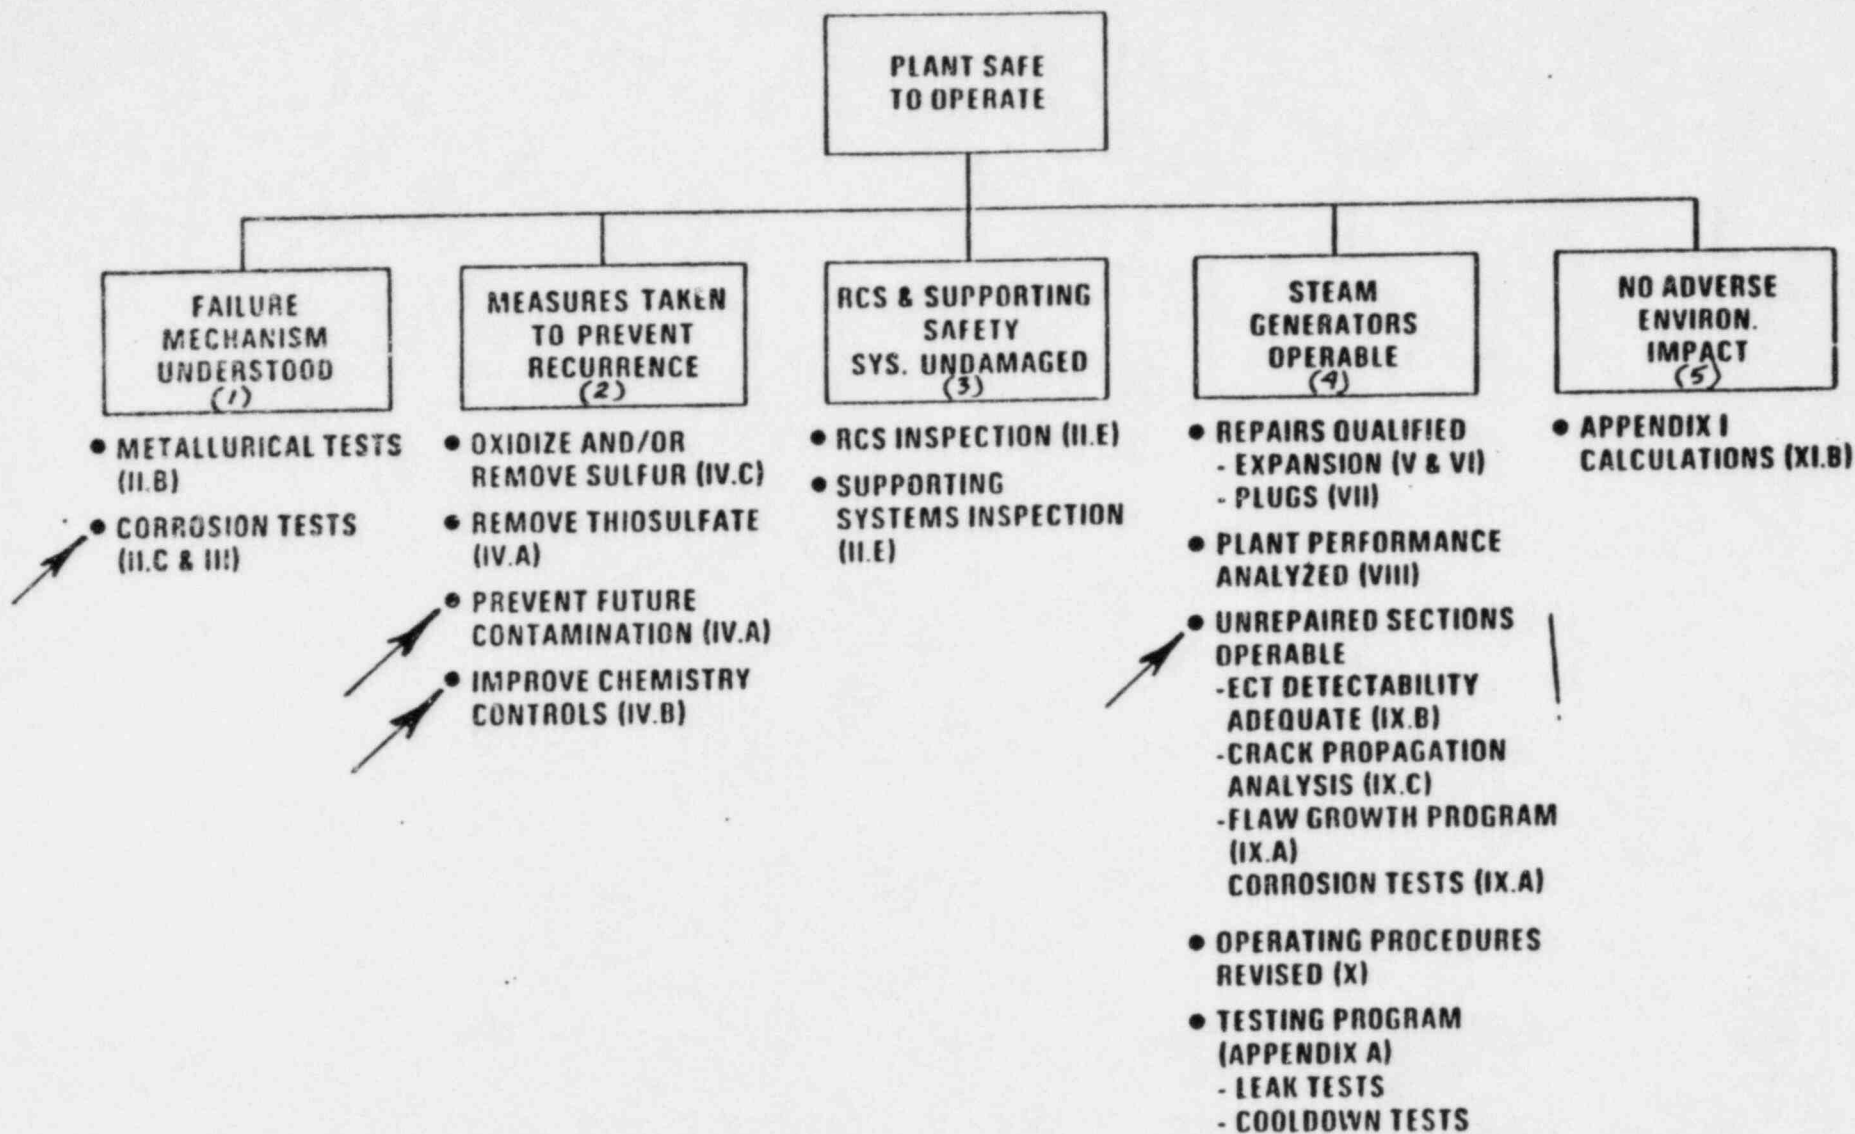 PLANT SAFE
TO OPERATE
FAILURE
MECHANISM
UNDERSTOOD
(1)
● METALLURICAL TESTS
(II.B)
● CORROSION TESTS
(II.C & III)
MEASURES TAKEN
TO PREVENT
RECURRENCE
(2)
● OXIDIZE AND/OR
REMOVE SULFUR (IV.C)
● REMOVE THIOSULFATE
(IV.A)
● PREVENT FUTURE
CONTAMINATION (IV.A)
● IMPROVE CHEMISTRY
CONTROLS (IV.B)
RCS & SUPPORTING
SAFETY
SYS. UNDAMAGED
(3)
● RCS INSPECTION (II.E)
● SUPPORTING
SYSTEMS INSPECTION
(II.E)
STEAM
GENERATORS
OPERABLE
(4)
● REPAIRS QUALIFIED
- EXPANSION (V & VI)
- PLUGS (VII)
● PLANT PERFORMANCE
ANALYZED (VIII)
● UNREPAIRED SECTIONS
OPERABLE
-ECT DETECTABILITY
ADEQUATE (IX.B)
-CRACK PROPAGATION
ANALYSIS (IX.C)
-FLAW GROWTH PROGRAM
(IX.A)
CORROSION TESTS (IX.A)
● OPERATING PROCEDURES
REVISED (X)
● TESTING PROGRAM
(APPENDIX A)
- LEAK TESTS
- COOLDOWN TESTS
NO ADVERSE
ENVIRON.
IMPACT
(5)
● APPENDIX I
CALCULATIONS (XI.B)